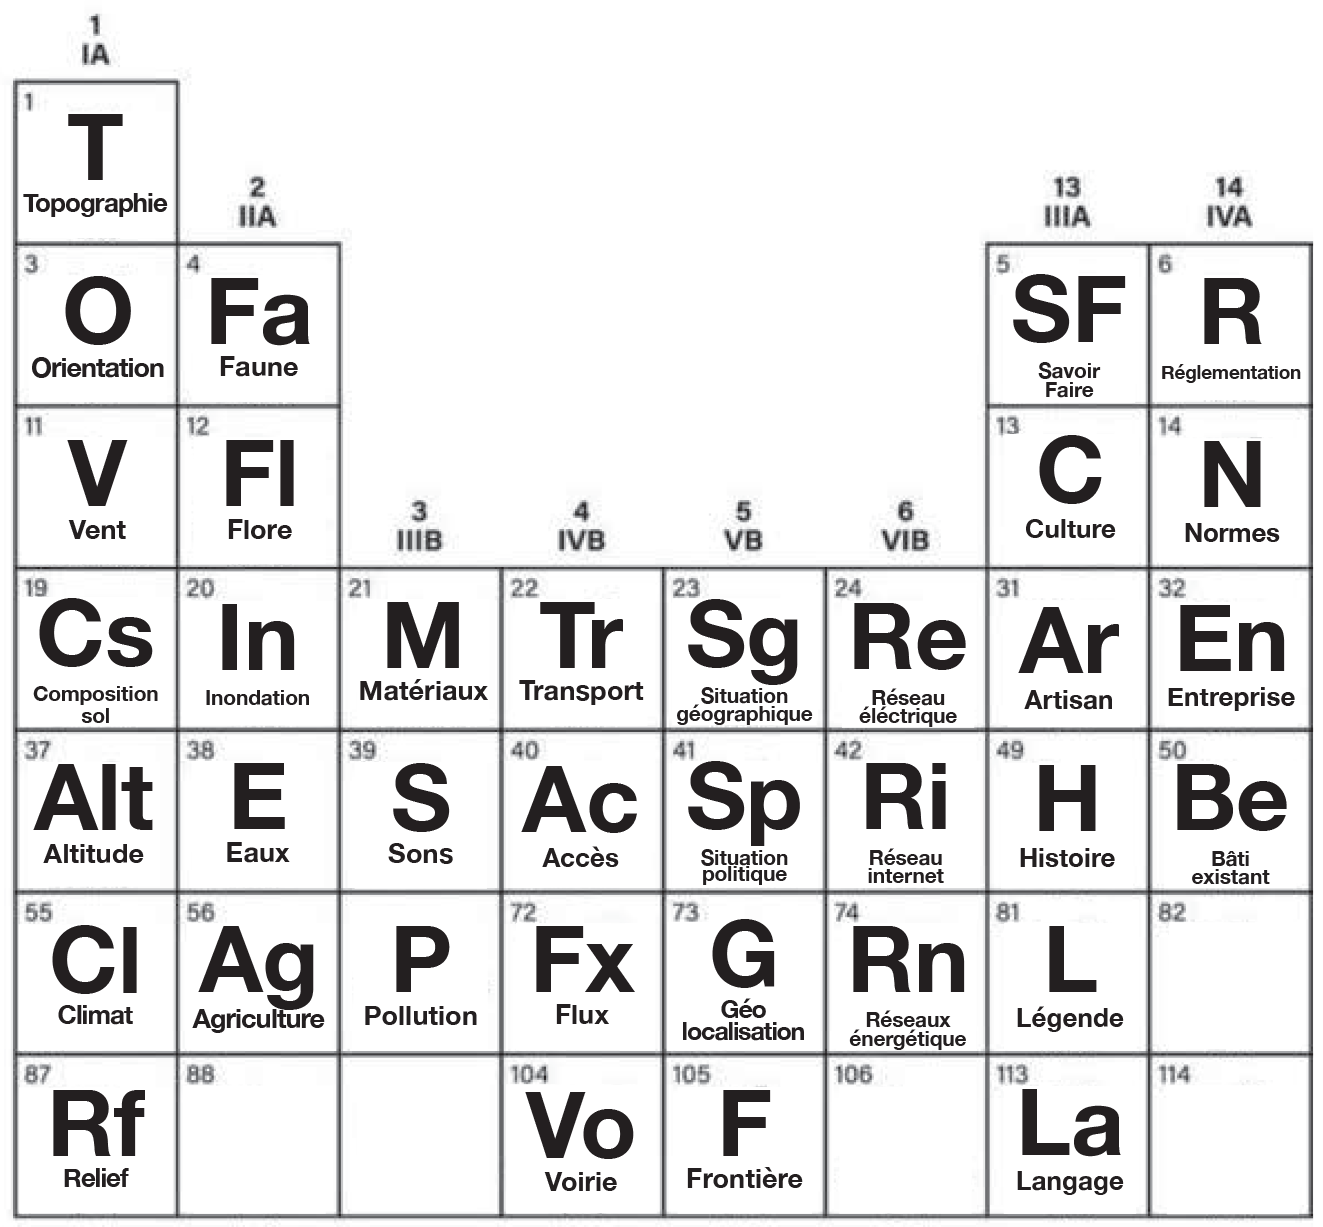 1
IA
1
T
Topographie
2
IIA
13
IIIA
14
IVA
3
O
Orientation
4
Fa
Faune
5
SF
Savoir
Faire
6
R
Réglementation
11
V
Vent
12
Fl
Flore
13
C
Culture
14
N
Normes
3
IIIB
4
IVB
5
VB
6
VIB
19
Cs
Composition
sol
20
In
Inondation
21
M
Matériaux
22
Tr
Transport
23
Sg
Situation
géographique
24
Re
Réseau
éléctrique
31
Ar
Artisan
32
En
Entreprise
37
Alt
Altitude
38
E
Eaux
39
S
Sons
40
Ac
Accès
41
Sp
Situation
politique
42
Ri
Réseau
internet
49
H
Histoire
50
Be
Bâti
existant
55
Cl
Climat
56
Ag
Agriculture
P
Pollution
72
Fx
Flux
73
G
Géo
localisation
74
Rn
Réseaux
énergétique
81
L
Légende
82
87
Rf
Relief
88
104
Vo
Voirie
105
F
Frontière
106
113
La
Langage
114